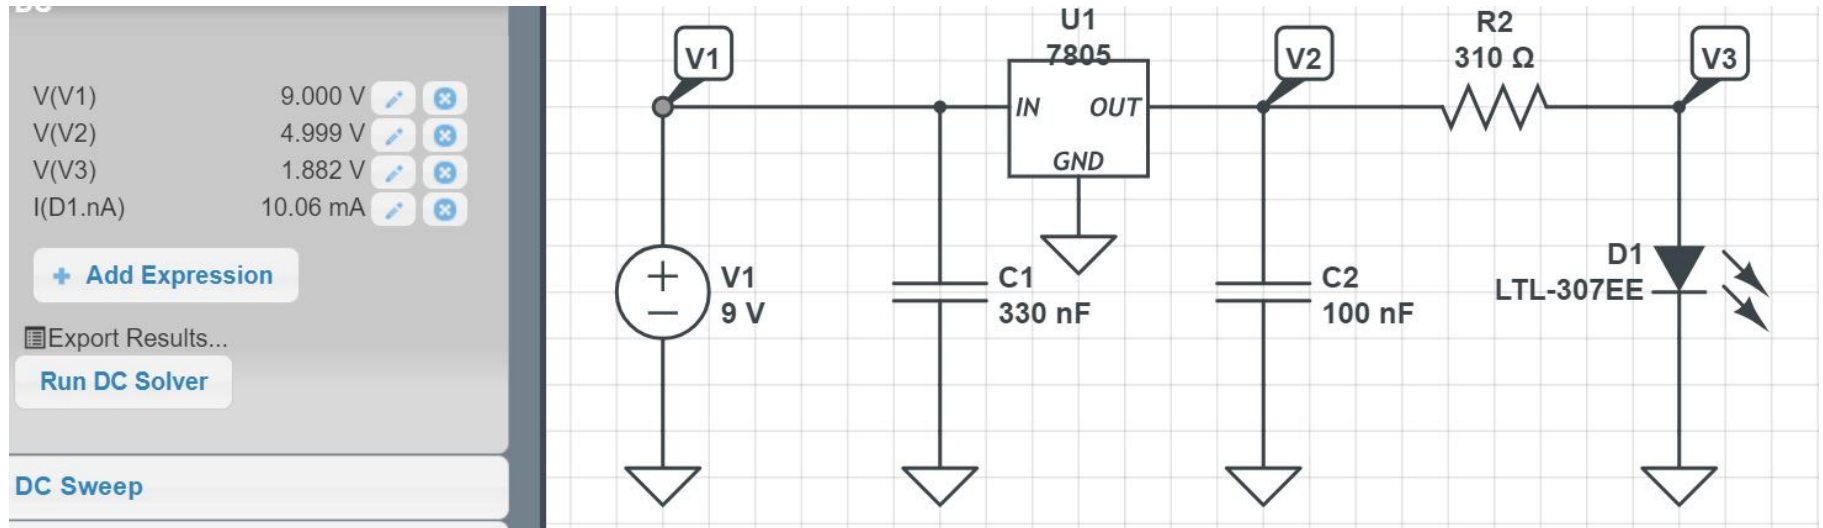 DC
V(V1) 9.000 V
V(V2) 4.999 V
V(V3) 1.882 V
I(D1.nA) 10.06 mA
+ Add Expression
Export Results...
Run DC Solver
DC Sweep
V1
U1
7805
IN OUT
GND
V2
R2
310 Ω
V3
V1
9 V
C1
330 nF
C2
100 nF
D1
LTL-307EE